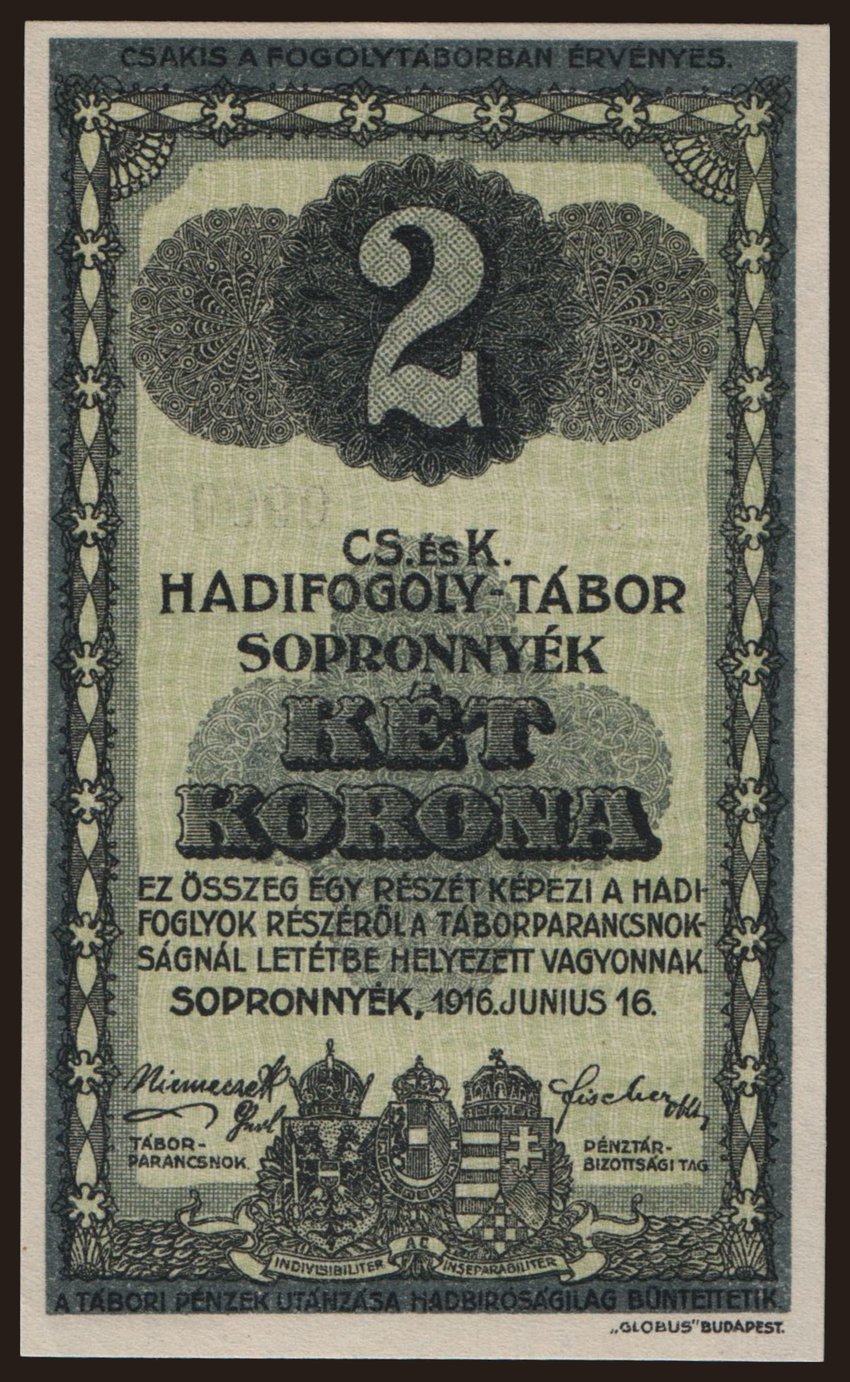 CSAKIS A FOGOLYTÁBORBAN ÉRVÉNYES.
2
CS. ÉS K.
HADIFOGOLY-TÁBOR
SOPRONNYÉK
KÉT
KORONA
EZ ÖSSZEG EGY RÉSZÉT KÉPEZI A HADI-
FOGLYOK RÉSZÉRŐL A TÁBORPARANCSNOK-
SÁGNÁL LETÉTBE HELYEZETT VAGYONNAK.
SOPRONNYÉK, 1916. JUNIUS 16.
Fischer
TÁBOR-
PARANCSNOK.
PÉNZTÁR-
BIZOTTSÁGI TAG
INDIVISIBILITER AC INSEPARABILITER
A TÁBORI PÉNZEK UTÁNZÁSA HADBIRÓSÁGILAG BÜNTETTETIK.
„GLOBUS" BUDAPEST.